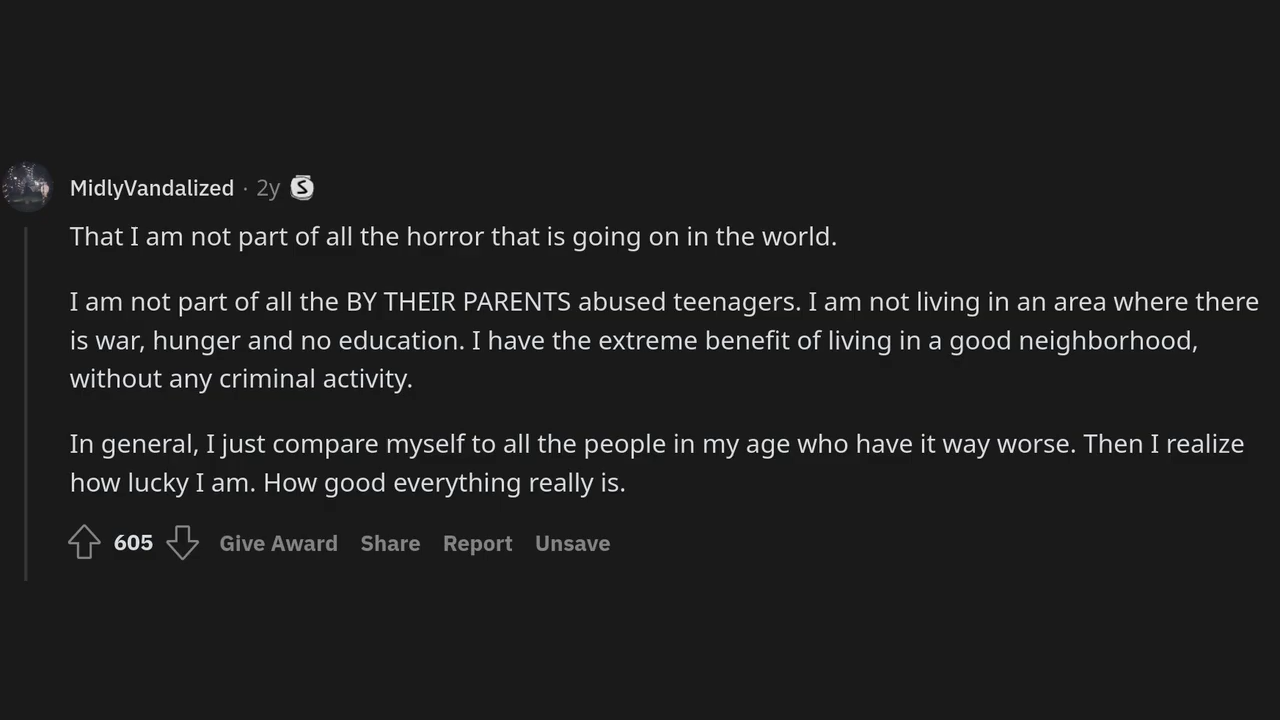 MidlyVandalized · 2y
That I am not part of all the horror that is going on in the world.
I am not part of all the BY THEIR PARENTS abused teenagers. I am not living in an area where there
is war, hunger and no education. I have the extreme benefit of living in a good neighborhood,
without any criminal activity.
In general, I just compare myself to all the people in my age who have it way worse. Then I realize
how lucky I am. How good everything really is.
605 Give Award Share Report Unsave